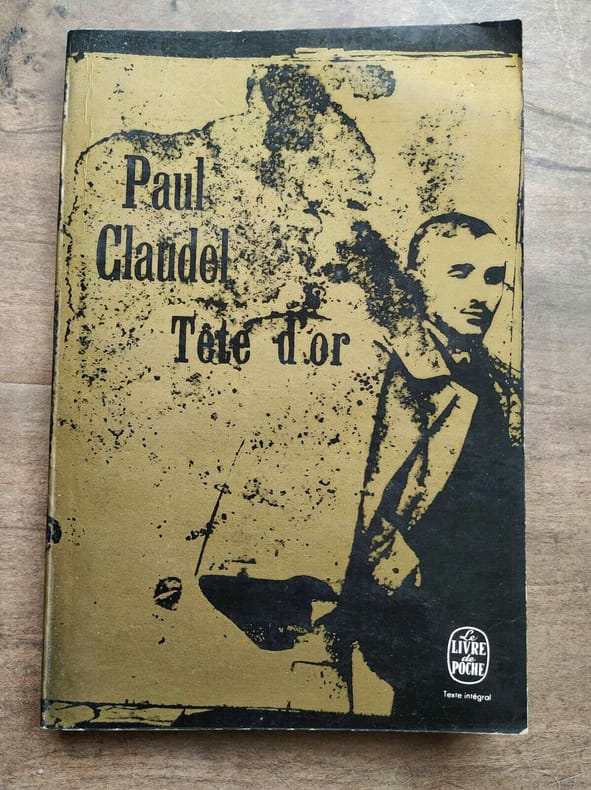 Paul
Claudel
Tête d'or
Le
LIVRE
de
POCHE
Texte intégral